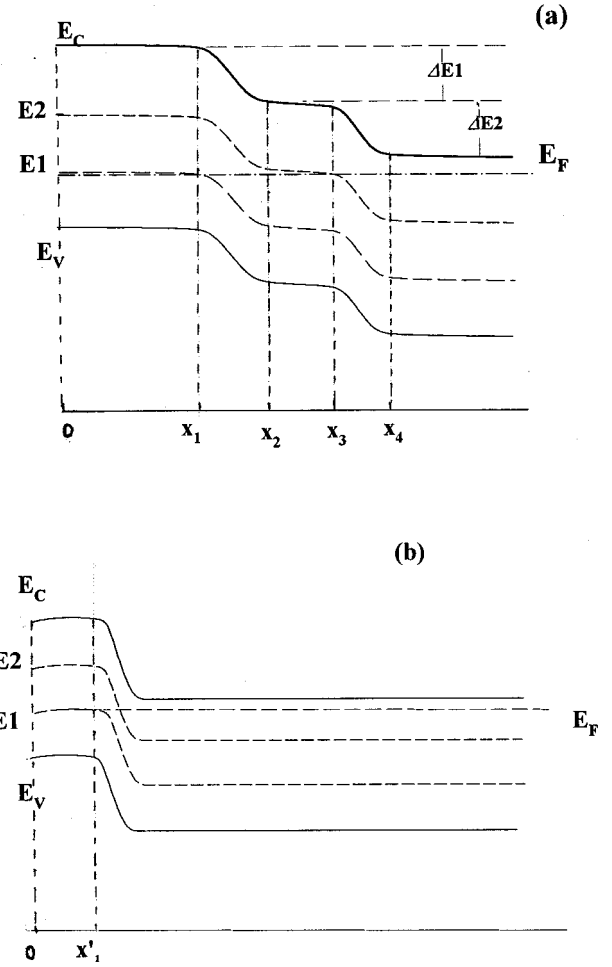 (a)
E_C
ΔE1
E2
ΔE2
E1
E_F
E_V
0 x_1 x_2 x_3 x_4
(b)
E_C
E2
E1
E_F
E_V
0 x'_1